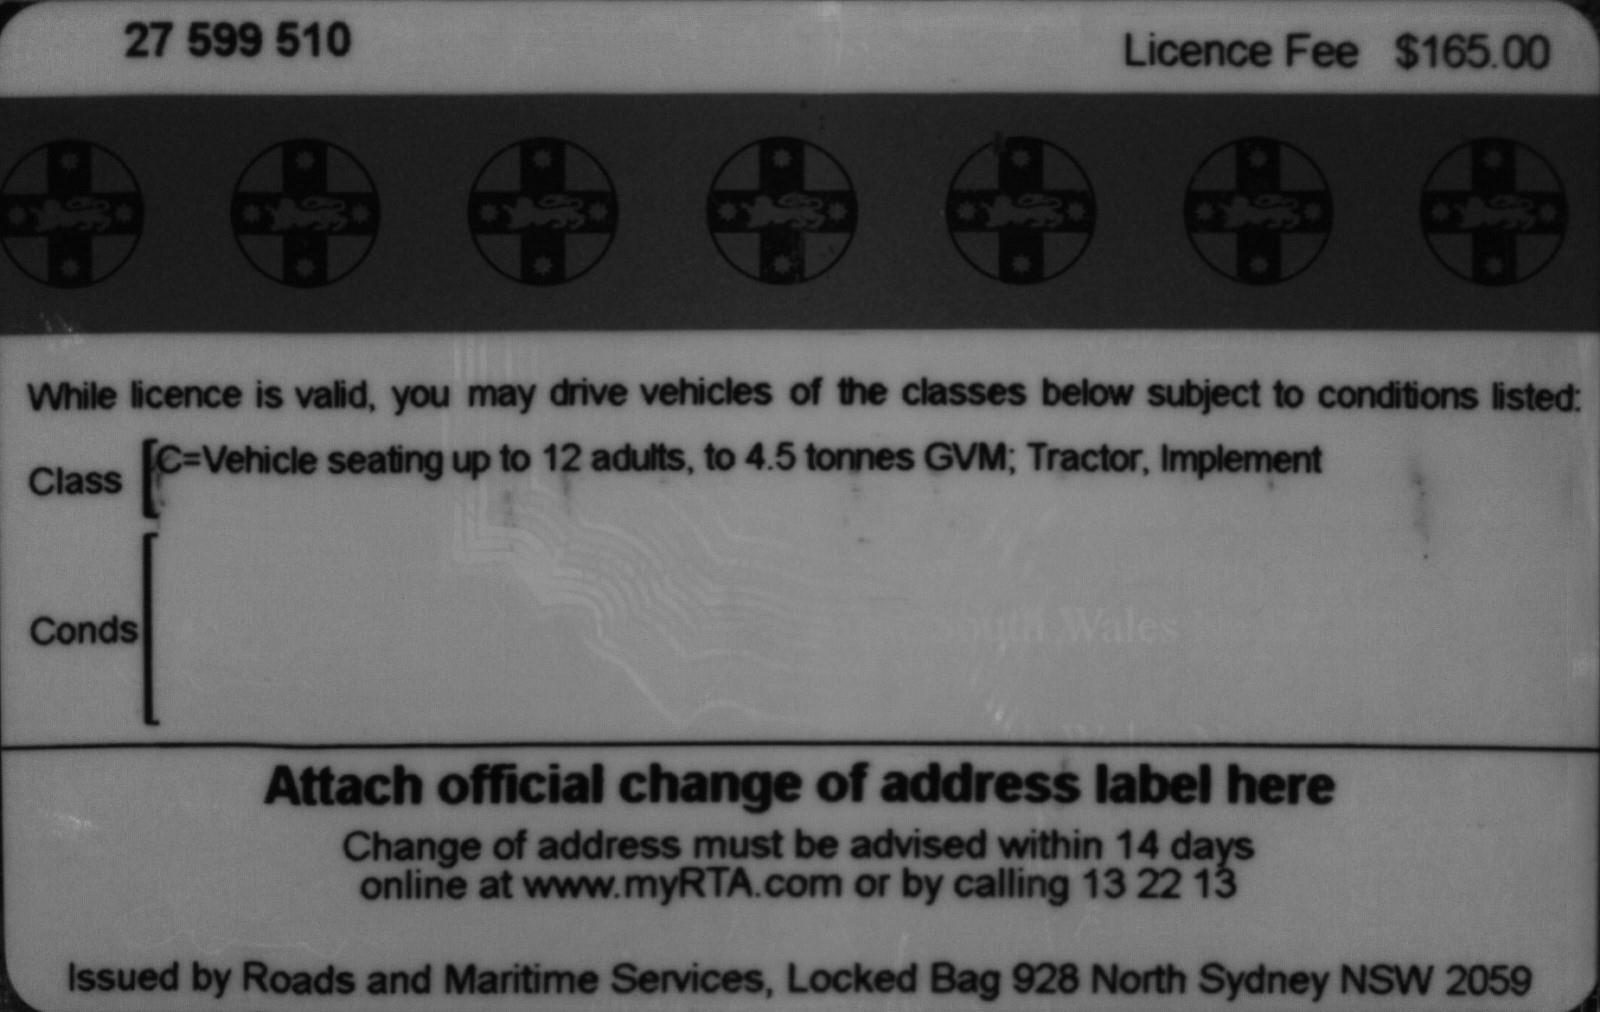 27 599 510
Licence Fee $165.00
While licence is valid, you may drive vehicles of the classes below subject to conditions listed:
Class [C=Vehicle seating up to 12 adults, to 4.5 tonnes GVM; Tractor, Implement
South Wales
Conds [
Attach official change of address label here
Change of address must be advised within 14 days
online at www.myRTA.com or by calling 13 22 13
Issued by Roads and Maritime Services, Locked Bag 928 North Sydney NSW 2059